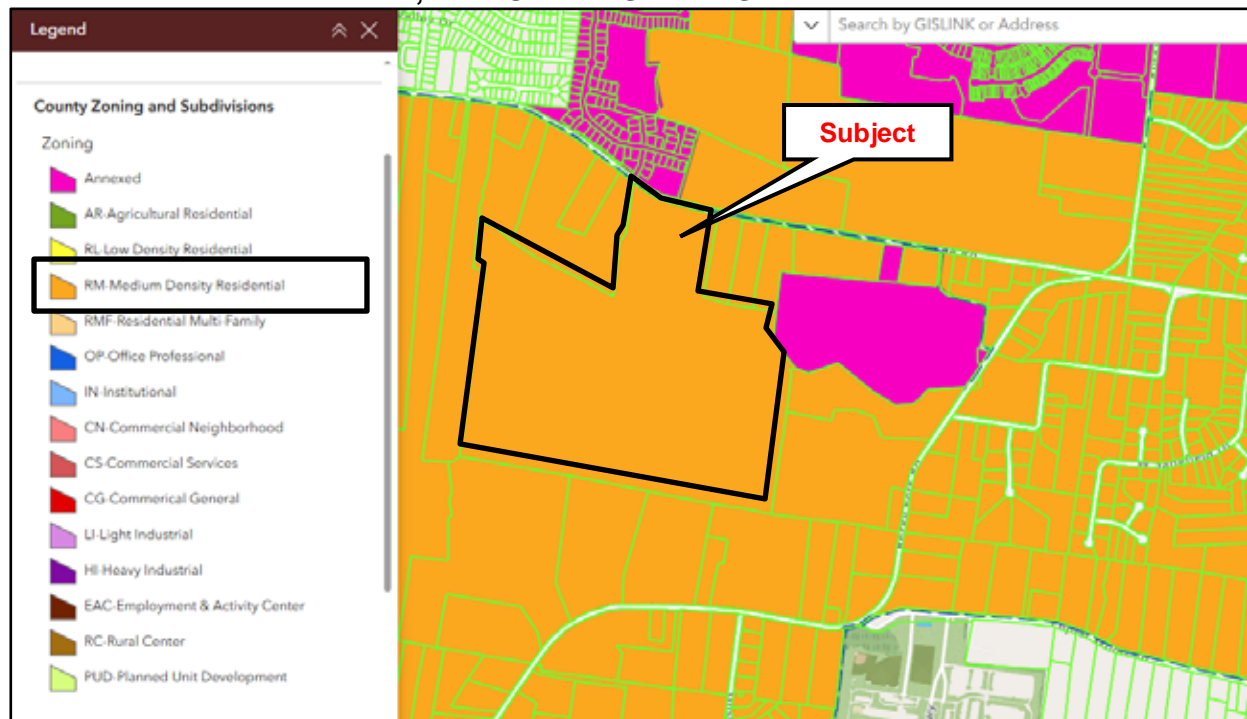 Legend
Search by GISLINK or Address
County Zoning and Subdivisions
Zoning
Annexed
AR-Agricultural Residential
RL-Low Density Residential
RM-Medium Density Residential
RMF-Residential Multi-Family
OP-Office Professional
IN-Institutional
CN-Commercial Neighborhood
CS-Commercial Services
CG-Commerical General
LI-Light Industrial
HI-Heavy Industrial
EAC-Employment & Activity Center
RC-Rural Center
PUD-Planned Unit Development
Subject